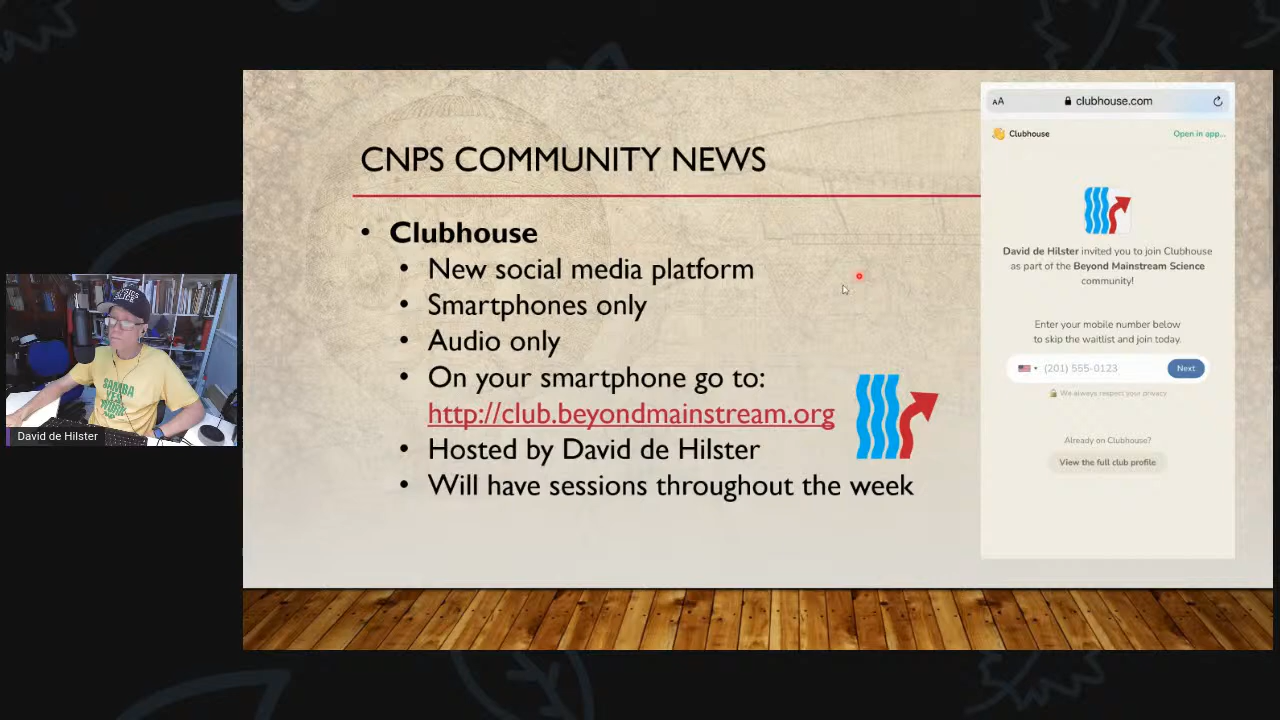 CNPS COMMUNITY NEWS
• Clubhouse
• New social media platform
• Smartphones only
• Audio only
• On your smartphone go to:
http://club.beyondmainstream.org
• Hosted by David de Hilster
• Will have sessions throughout the week
AA
clubhouse.com
Clubhouse
Open in app...
David de Hilster invited you to join Clubhouse
as part of the Beyond Mainstream Science
community!
Enter your mobile number below
to skip the waitlist and join today.
(201) 555-0123
Next
We always respect your privacy
Already on Clubhouse?
View the full club profile
SAMBA
YEA
WORK
David de Hilster